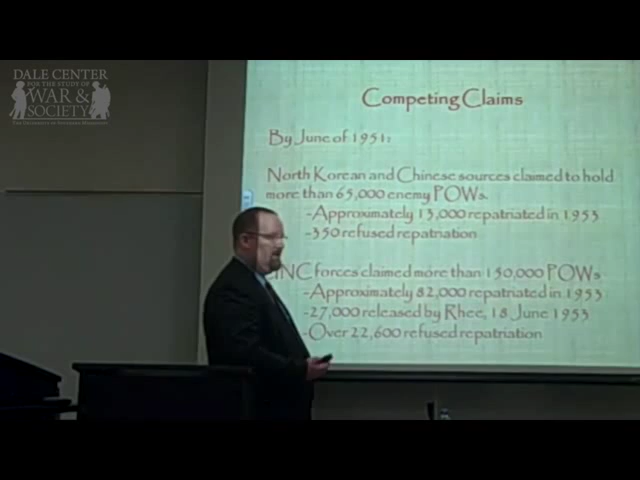 DALE CENTER
FOR THE STUDY OF
WAR &
SOCIETY
Competing Claims
By June of 1951:
North Korean and Chinese sources claimed to hold
more than 65,000 enemy POWs.
-Approximately 13,000 repatriated in 1953
-350 refused repatriation
UNC forces claimed more than 150,000 POWs
-Approximately 82,000 repatriated in 1953
-27,000 released by Rhee, 18 June 1953
-Over 22,600 refused repatriation